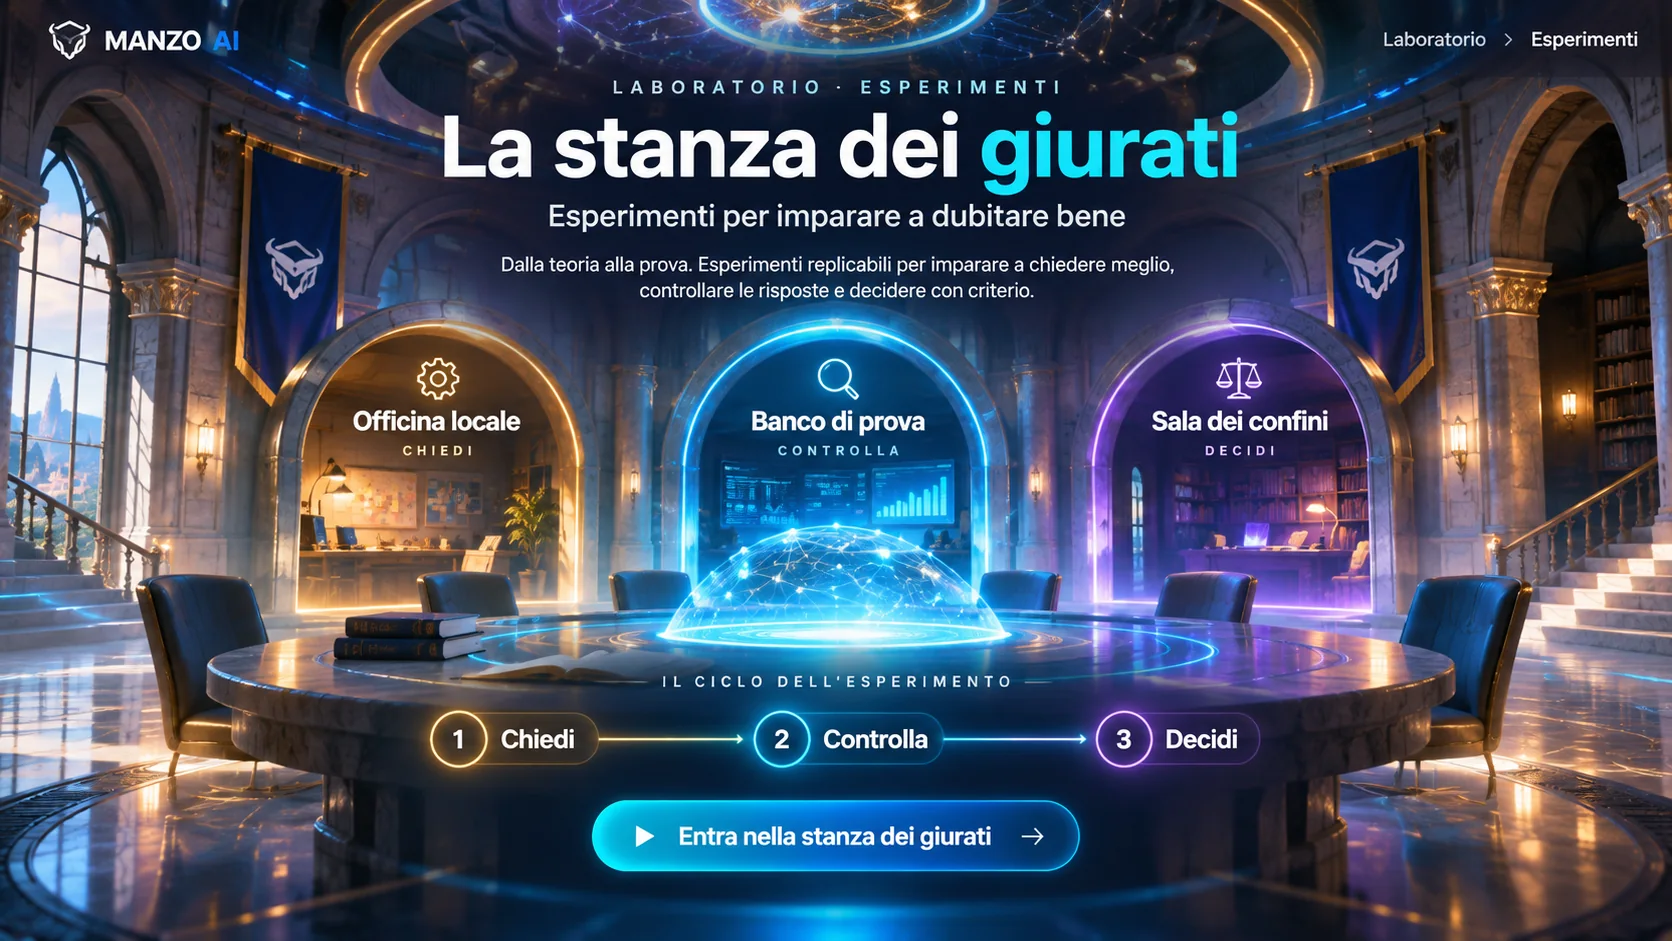 MANZO AI
Laboratorio > Esperimenti
LABORATORIO · ESPERIMENTI
La stanza dei giurati
Esperimenti per imparare a dubitare bene
Dalla teoria alla prova. Esperimenti replicabili per imparare a chiedere meglio,
controllare le risposte e decidere con criterio.
Officina locale
CHIEDI
Banco di prova
CONTROLLA
Sala dei confini
DECIDI
IL CICLO DELL'ESPERIMENTO
1 Chiedi
2 Controlla
3 Decidi
Entra nella stanza dei giurati